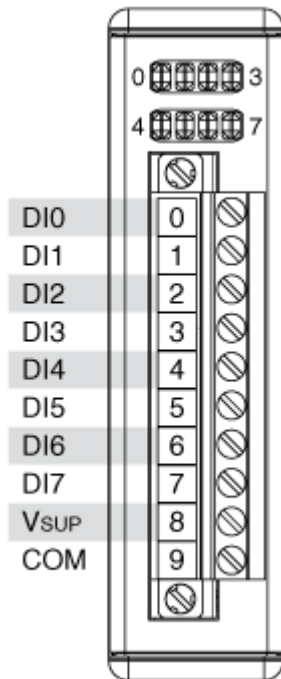 0 3
4 7
DI0 0
DI1 1
DI2 2
DI3 3
DI4 4
DI5 5
DI6 6
DI7 7
VSUP 8
COM 9